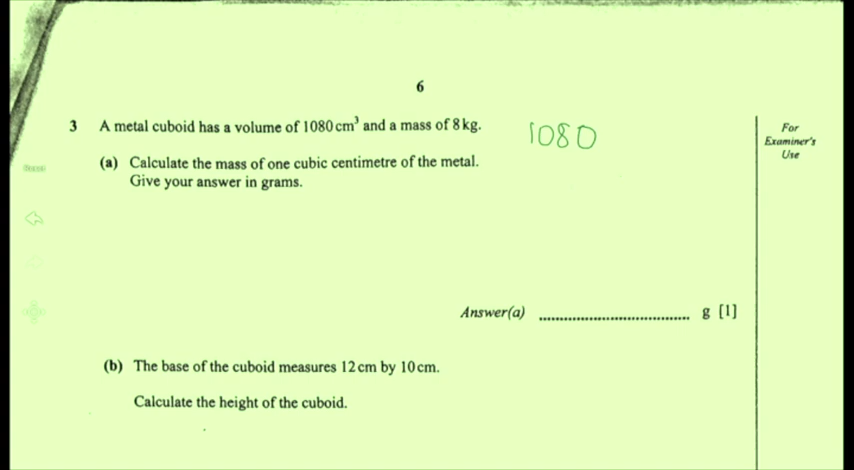 6
3 A metal cuboid has a volume of 1080 cm³ and a mass of 8 kg.
1080
For
Examiner's
Use
(a) Calculate the mass of one cubic centimetre of the metal.
Give your answer in grams.
Answer(a) ..................................... g [1]
(b) The base of the cuboid measures 12 cm by 10 cm.
Calculate the height of the cuboid.